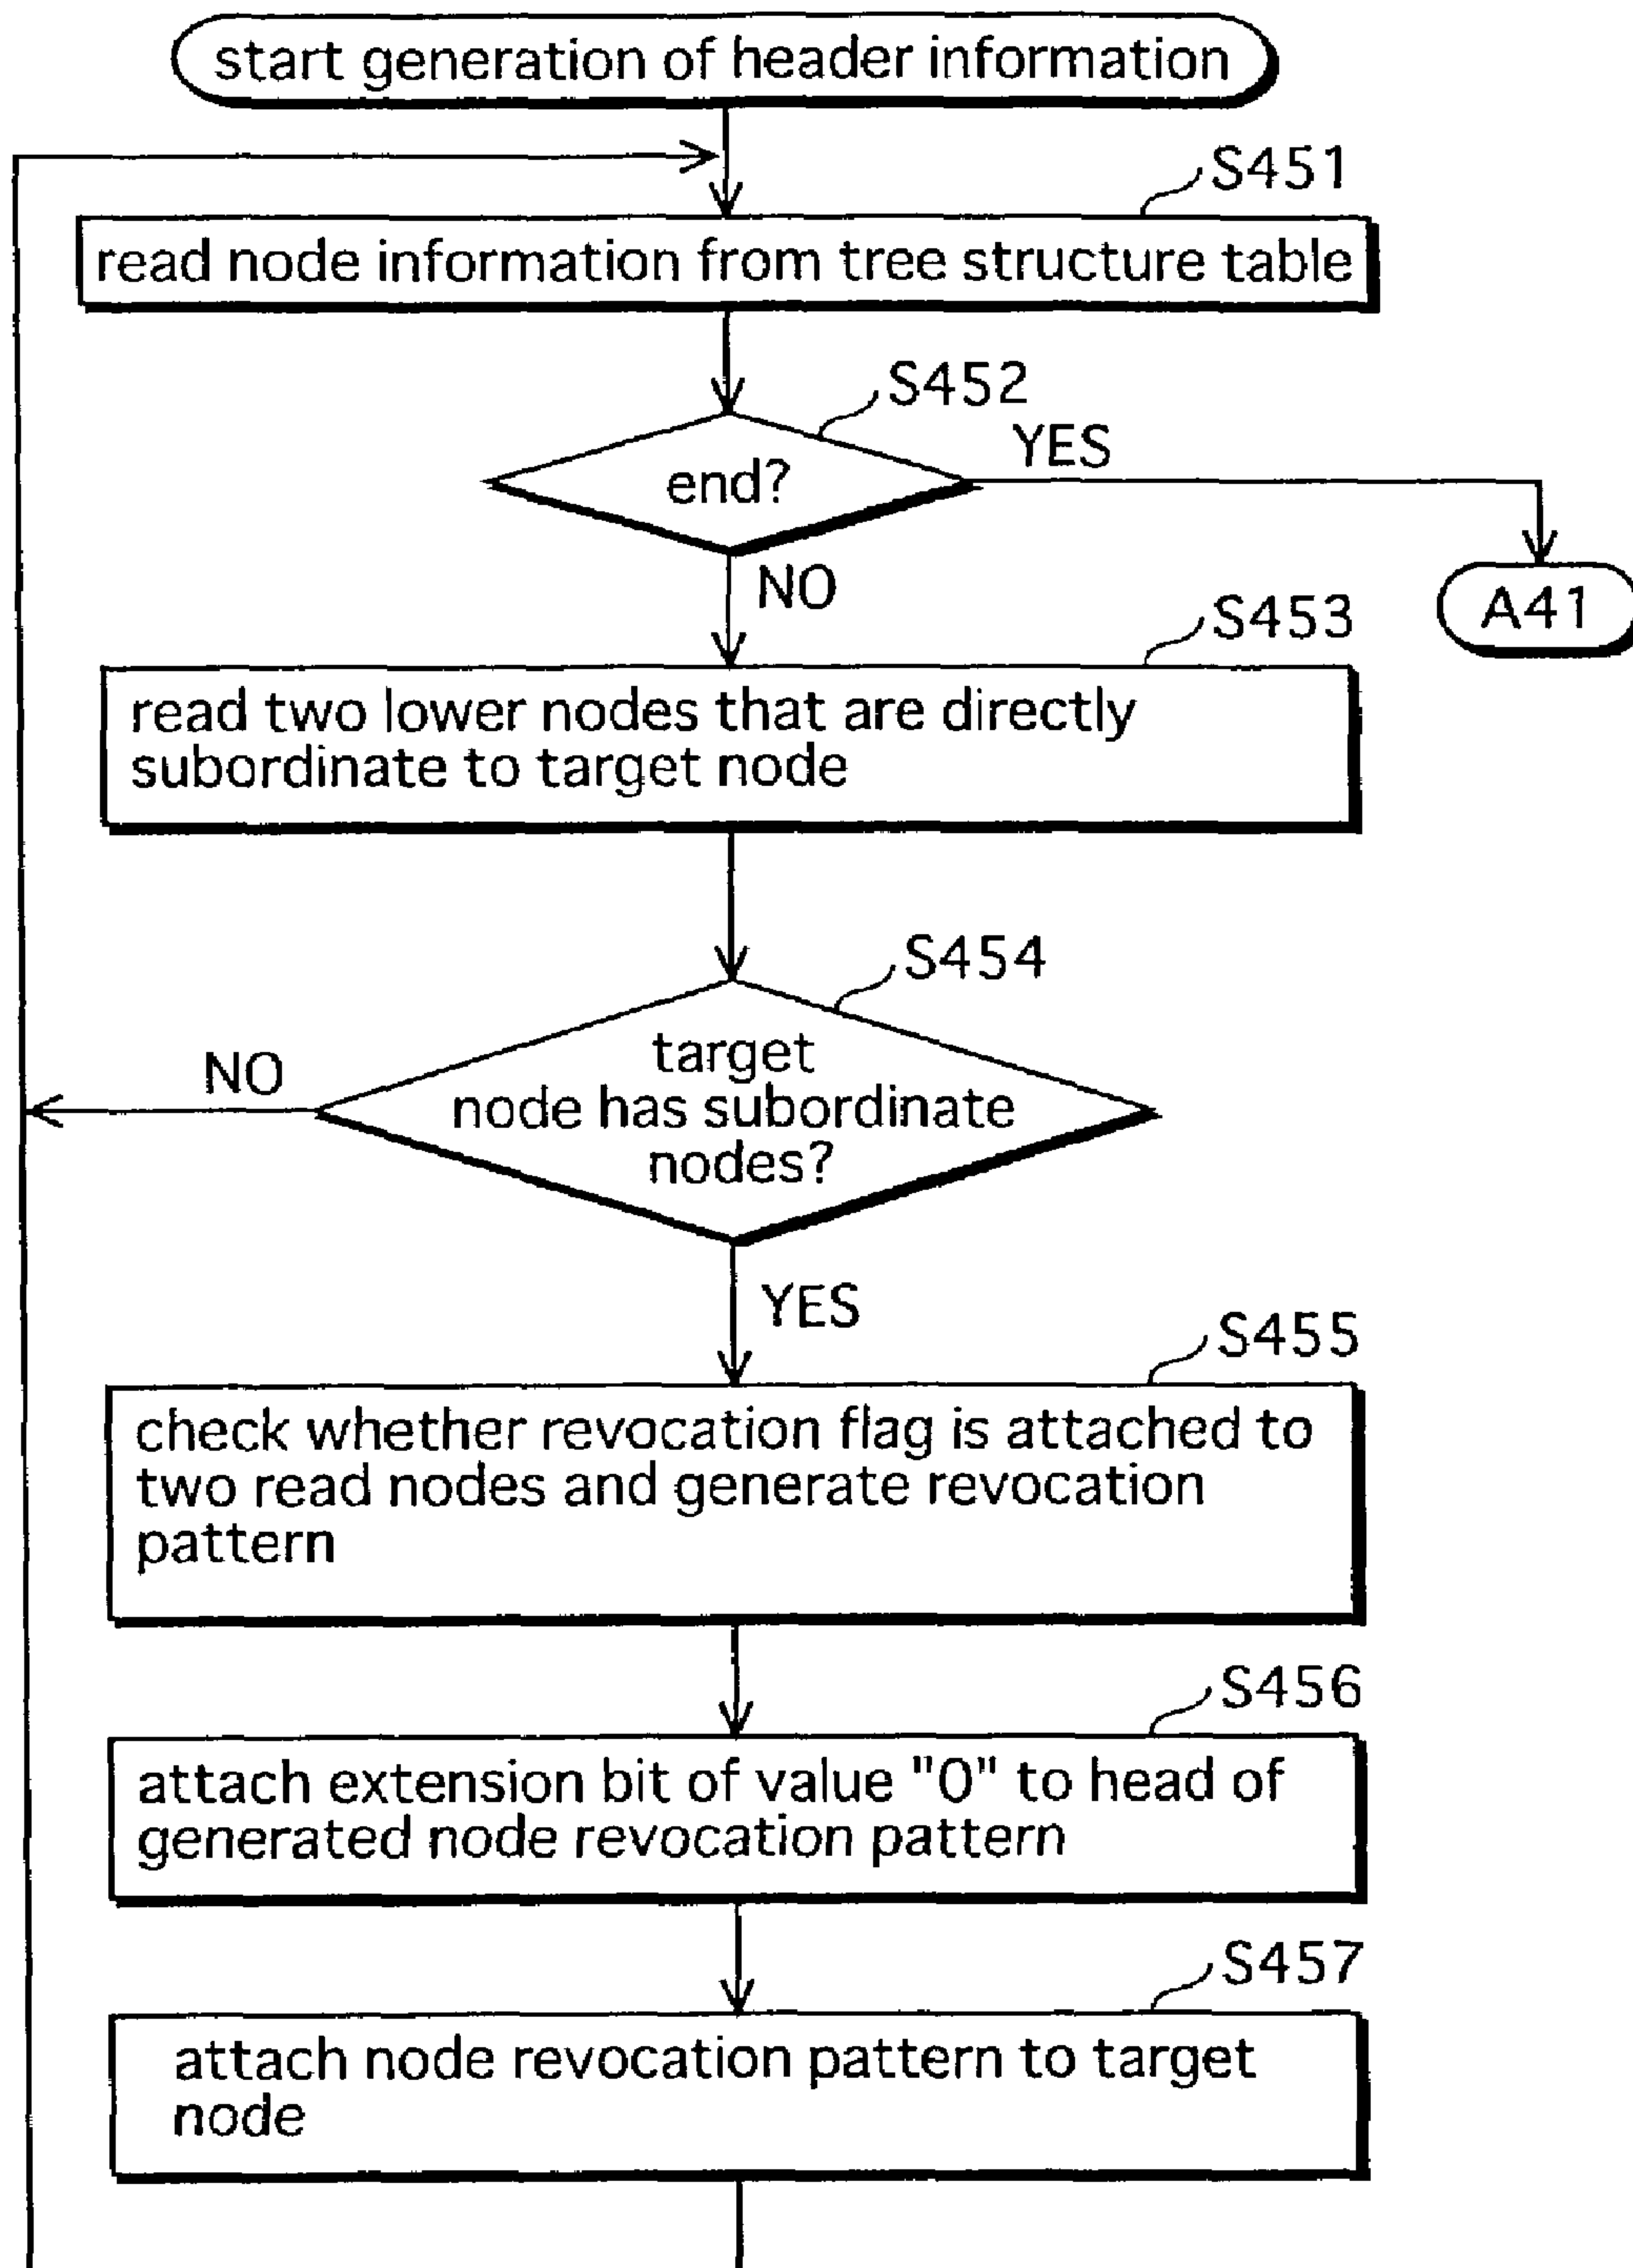 start generation of header information
S451
read node information from tree structure table
S452
end?
YES
NO
A41
S453
read two lower nodes that are directly
subordinate to target node
S454
target
node has subordinate
nodes?
NO
YES
S455
check whether revocation flag is attached to
two read nodes and generate revocation
pattern
S456
attach extension bit of value "0" to head of
generated node revocation pattern
S457
attach node revocation pattern to target
node